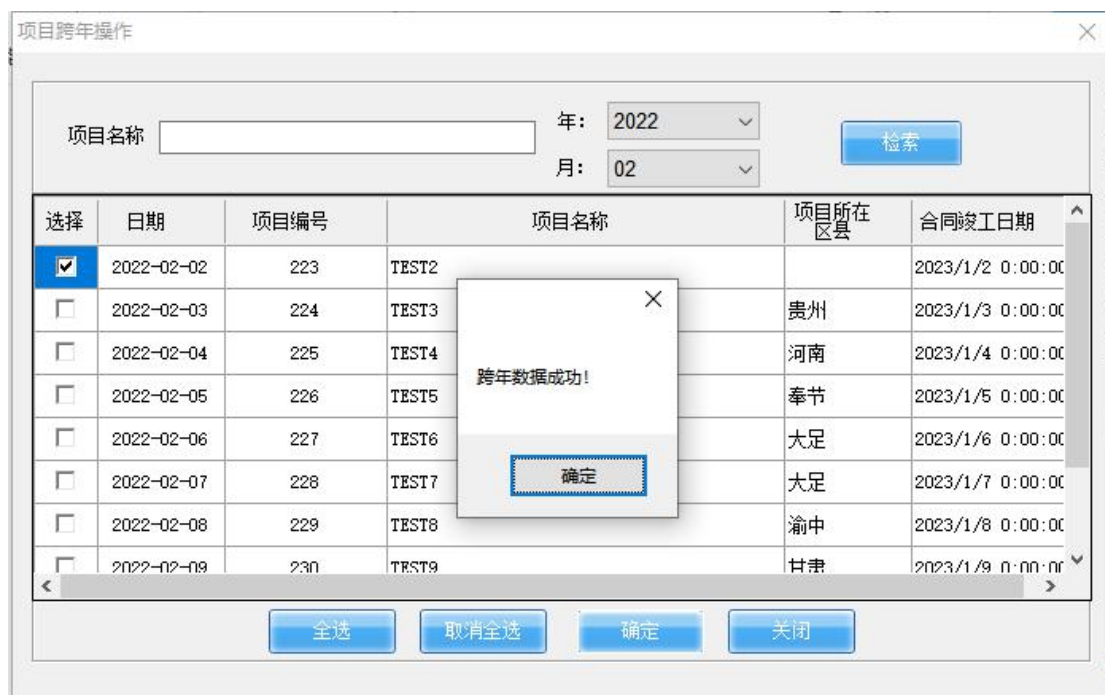 项目跨年操作
项目名称
年： 2022
月： 02
检索
选择 日期 项目编号 项目名称 项目所在区县 合同竣工日期
2022-02-02 223 TEST2 2023/1/2 0:00:00
2022-02-03 224 TEST3 贵州 2023/1/3 0:00:00
2022-02-04 225 TEST4 河南 2023/1/4 0:00:00
2022-02-05 226 TEST5 奉节 2023/1/5 0:00:00
2022-02-06 227 TEST6 大足 2023/1/6 0:00:00
2022-02-07 228 TEST7 大足 2023/1/7 0:00:00
2022-02-08 229 TEST8 渝中 2023/1/8 0:00:00
2022-02-09 230 TEST9 甘肃 2023/1/9 0:00:00
跨年数据成功!
确定
全选 取消全选 确定 关闭